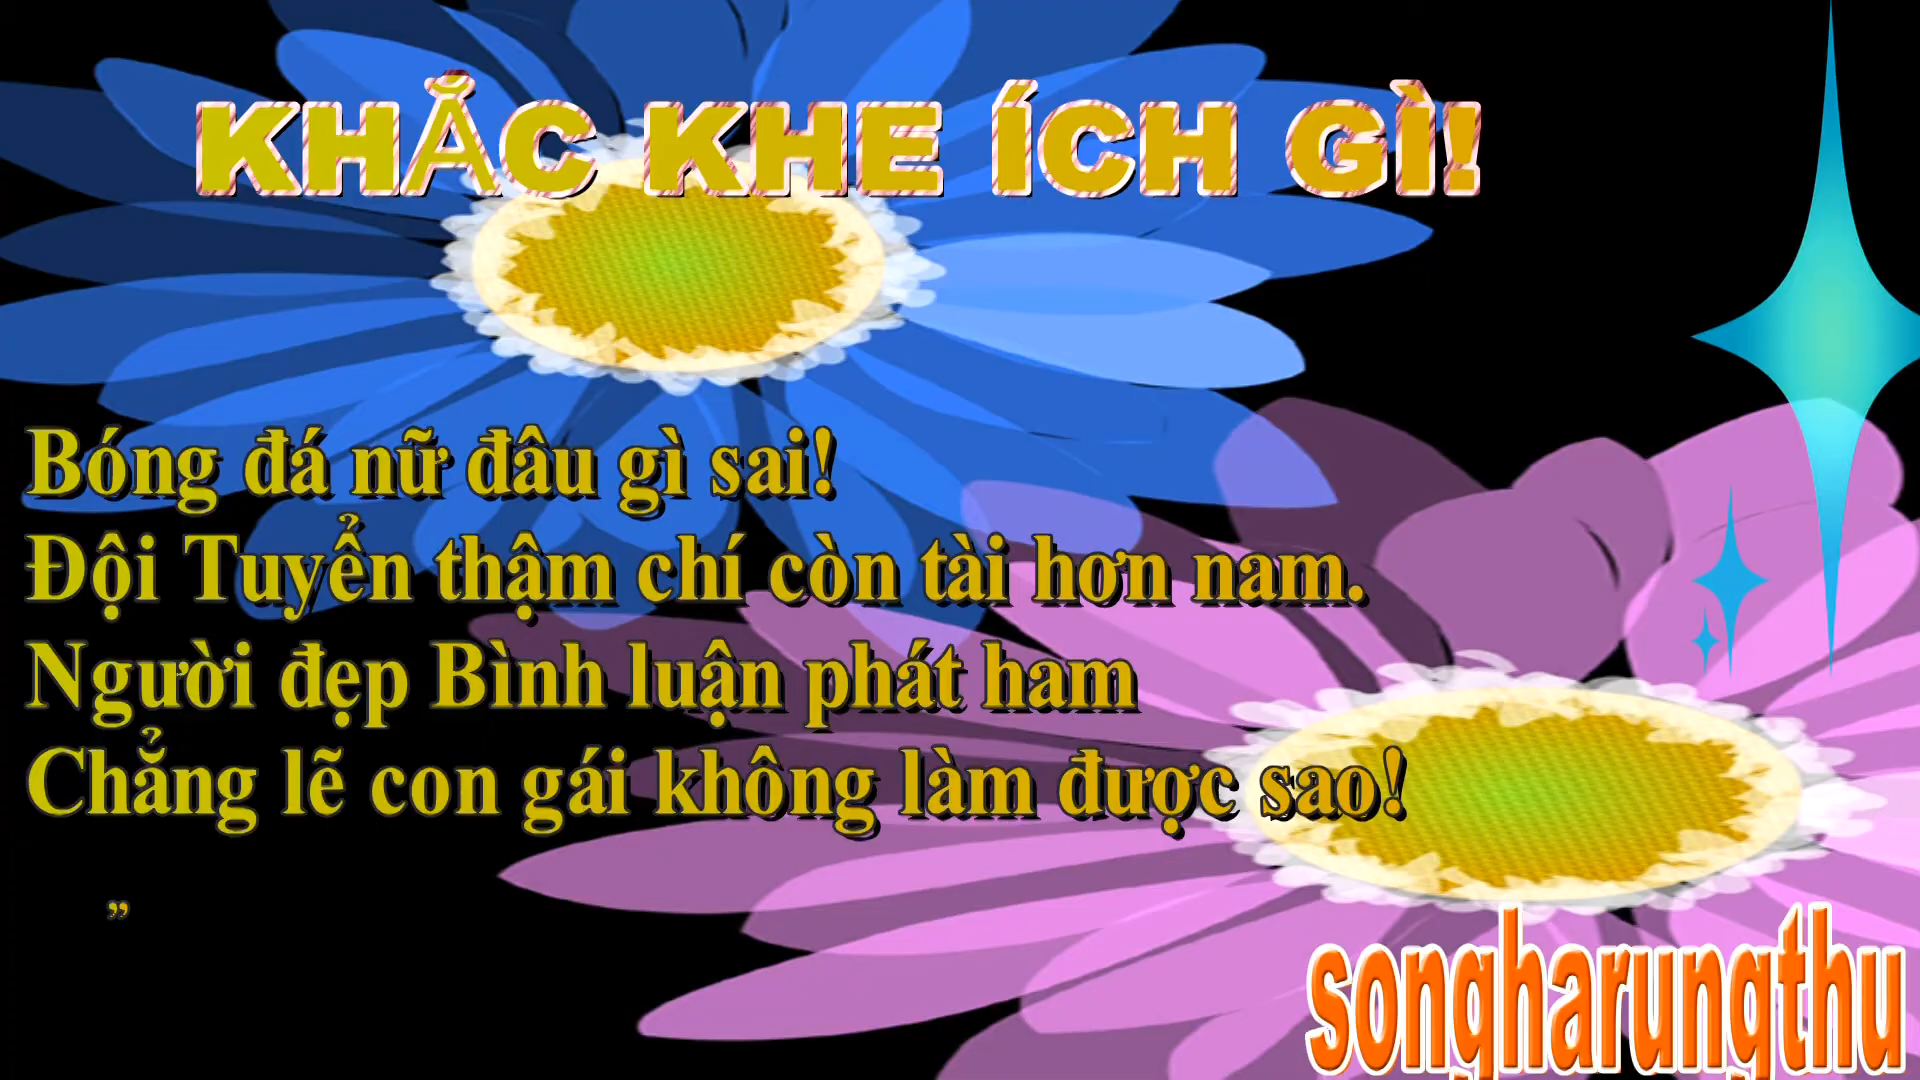 KHẮC KHE ÍCH GÌ!
Bóng đá nữ đâu gì sai!
Đội Tuyển thậm chí còn tài hơn nam.
Người đẹp Bình luận phát ham
Chẳng lẽ con gái không làm được sao!
”
songharungthu